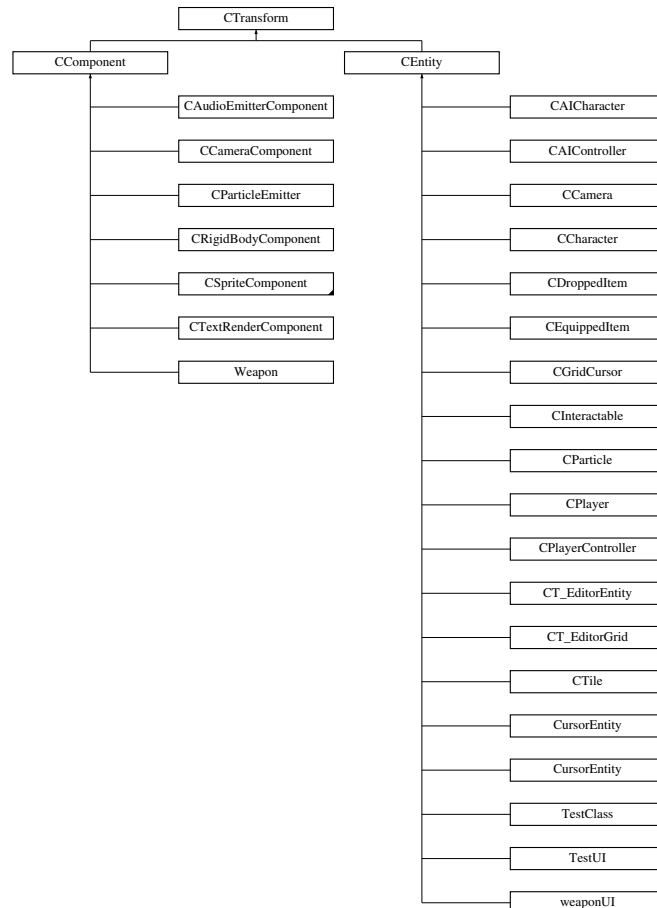 CTransform
CComponent
CEntity
CAudioEmitterComponent
CCameraComponent
CParticleEmitter
CRigidBodyComponent
CSpriteComponent
CTextRenderComponent
Weapon
CAICharacter
CAIController
CCamera
CCharacter
CDroppedItem
CEquippedItem
CGridCursor
CInteractable
CParticle
CPlayer
CPlayerController
CT_EditorEntity
CT_EditorGrid
CTile
CursorEntity
CursorEntity
TestClass
TestUI
weaponUI